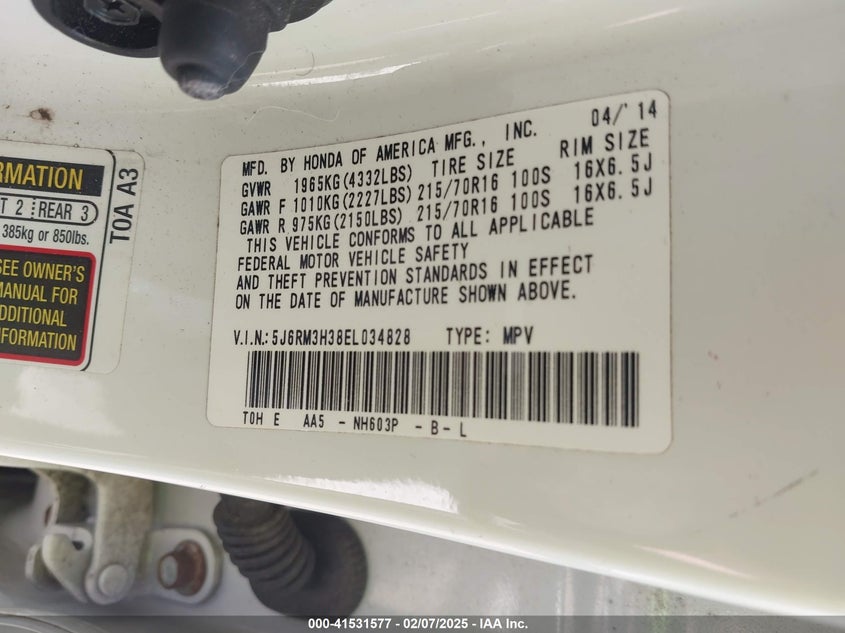 RMATION
T 2 REAR 3
385kg or 850lbs.
SEE OWNER'S
MANUAL FOR
ADDITIONAL
INFORMATION
T0A A3
MFD. BY HONDA OF AMERICA MFG., INC. 04/'14
GVWR 1965KG(4332LBS) TIRE SIZE RIM SIZE
GAWR F 1010KG(2227LBS) 215/70R16 100S 16X6.5J
GAWR R 975KG(2150LBS) 215/70R16 100S 16X6.5J
THIS VEHICLE CONFORMS TO ALL APPLICABLE
FEDERAL MOTOR VEHICLE SAFETY
AND THEFT PREVENTION STANDARDS IN EFFECT
ON THE DATE OF MANUFACTURE SHOWN ABOVE.
V.I.N.:5J6RM3H38EL034828 TYPE: MPV
T0H E AA5 - NH603P - B - L
000-41531577 — 02/07/2025 — IAA Inc.